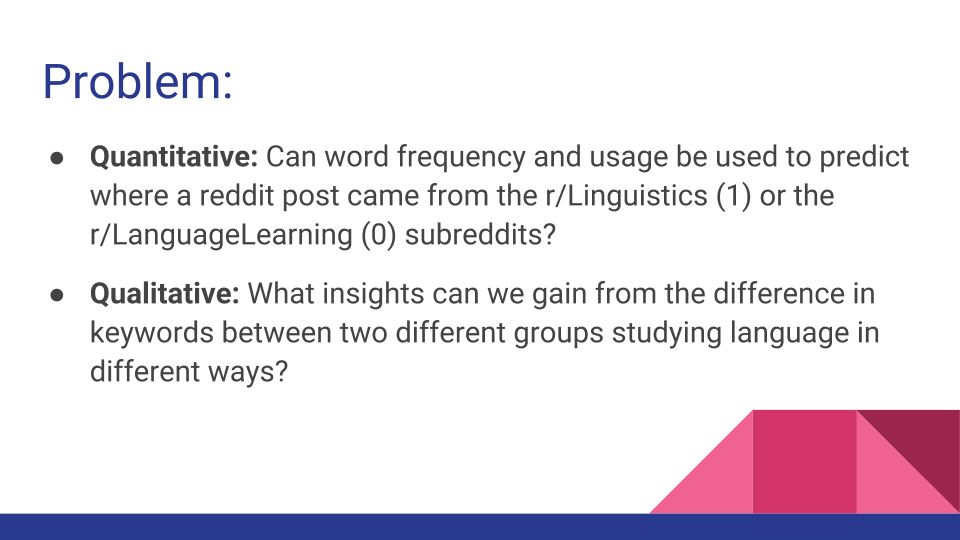 Problem:
● Quantitative: Can word frequency and usage be used to predict
where a reddit post came from the r/Linguistics (1) or the
r/LanguageLearning (0) subreddits?
● Qualitative: What insights can we gain from the difference in
keywords between two different groups studying language in
different ways?